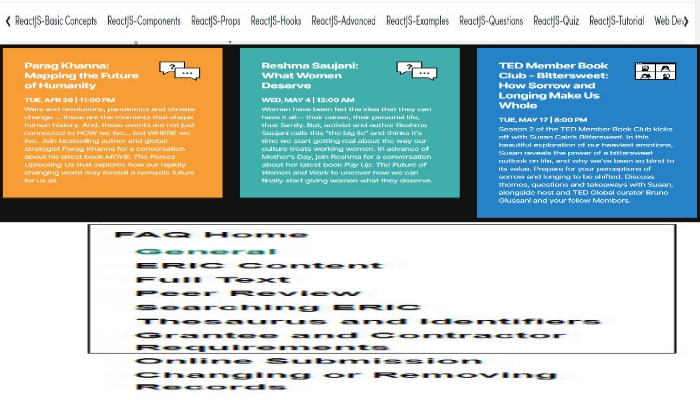 ReactJS-Basic Concepts ReactJS-Components ReactJS-Props ReactJS-Hooks ReactJS-Advanced ReactJS-Examples ReactJS-Questions ReactJS-Quiz ReactJS-Tutorial Web Dev
Parag Khanna:
Mapping the Future
of Humanity
TUE, APR 26 | 11:00 PM
Wars and revolutions, pandemics and climate
change ... these are the moments that shape
human history. And, those events are not just
connected to HOW we live... but WHERE we
live. Join bestselling author and global
strategist Parag Khanna for a conversation
about his latest book MOVE: The Forces
Uprooting Us that explores how our rapidly
changing world may foretell a nomadic future
for us all.
Reshma Saujani:
What Women
Deserve
WED, MAY 4 | 12:00 AM
Women have been fed the idea that they can
have it all— their career, their personal life,
their family. But, activist and author Reshma
Saujani calls this "the big lie" and thinks it's
time we start getting real about the way our
culture treats working women. In advance of
Mother's Day, join Reshma for a conversation
about her latest book Pay Up: The Future of
Women and Work to uncover how we can
finally start giving women what they deserve.
TED Member Book
Club - Bittersweet:
How Sorrow and
Longing Make Us
Whole
TUE, MAY 17 | 8:00 PM
Season 2 of the TED Member Book Club kicks
off with Susan Cain's Bittersweet. In this
beautiful exploration of our heaviest emotions,
Susan reveals the power of a bittersweet
outlook on life, and why we've been so blind to
its value. Prepare for your perceptions of
sorrow and longing to be shifted. Discuss
themes, questions and takeaways with Susan,
alongside host and TED Global curator Bruno
Giussani and your fellow Members.
FAQ Home
General
ERIC Content
Full Text
Peer Review
Searching ERIC
Thesaurus and Identifiers
Grantee and Contractor
Requirements
Online Submission
Changing or Removing
Records